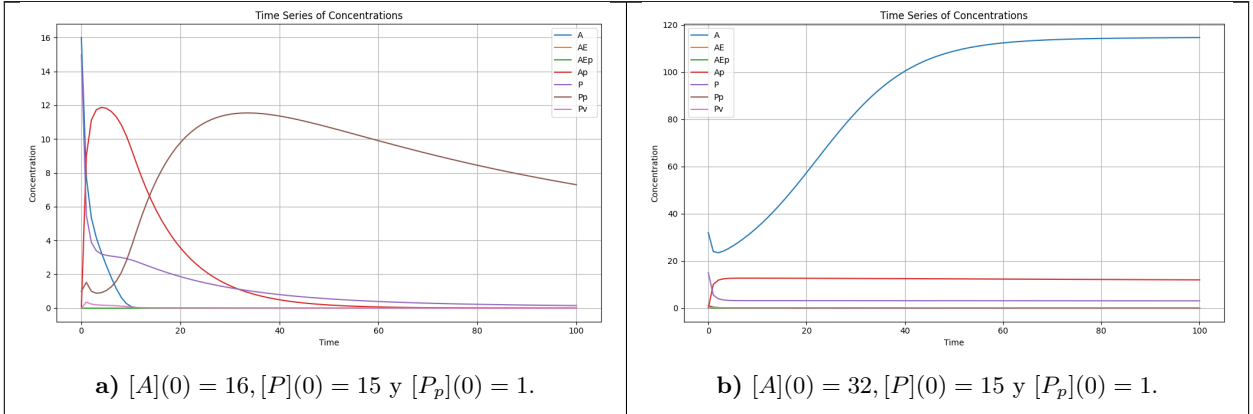 Time Series of Concentrations
16
14
12
10
8
6
4
2
0
Concentration
0
20
40
60
80
100
Time
A
AE
AEp
Ap
P
Pp
Pv
a) [A](0) = 16, [P](0) = 15 y [P_p](0) = 1.
Time Series of Concentrations
120
100
80
60
40
20
0
Concentration
0
20
40
60
80
100
Time
A
AE
AEp
Ap
P
Pp
Pv
b) [A](0) = 32, [P](0) = 15 y [P_p](0) = 1.